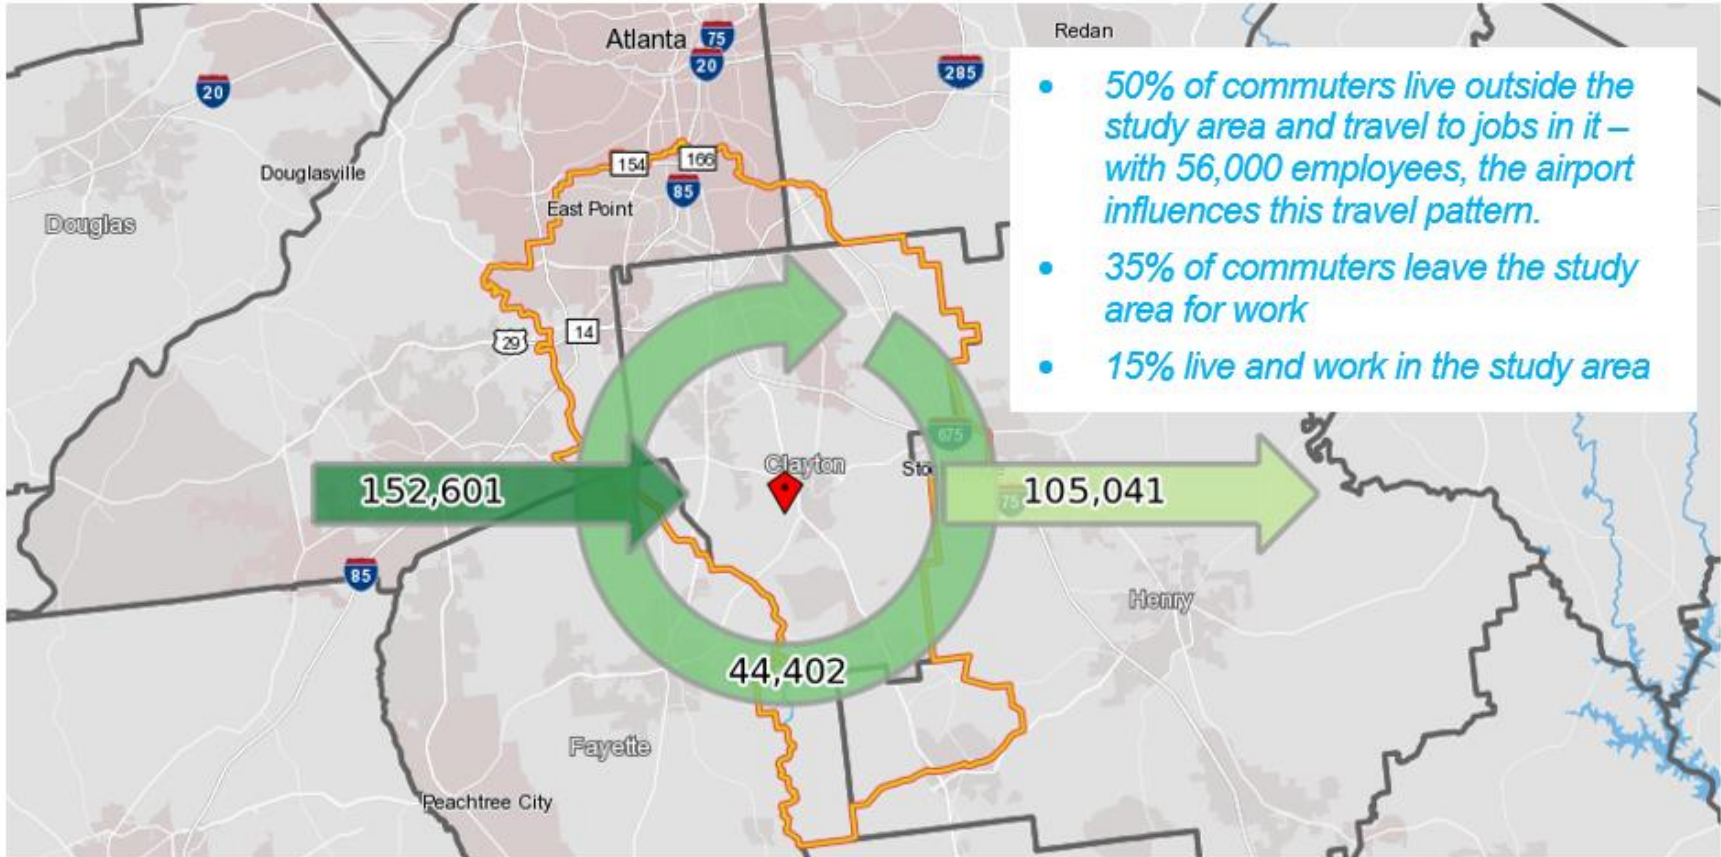 Redan
Atlanta
75
20
285
20
• 50% of commuters live outside the
study area and travel to jobs in it –
with 56,000 employees, the airport
influences this travel pattern.
• 35% of commuters leave the study
area for work
• 15% live and work in the study area
154
166
85
Douglasville
East Point
Douglas
29
14
675
Clayton
Sto
152,601
75
105,041
85
Henry
44,402
Fayette
Peachtree City